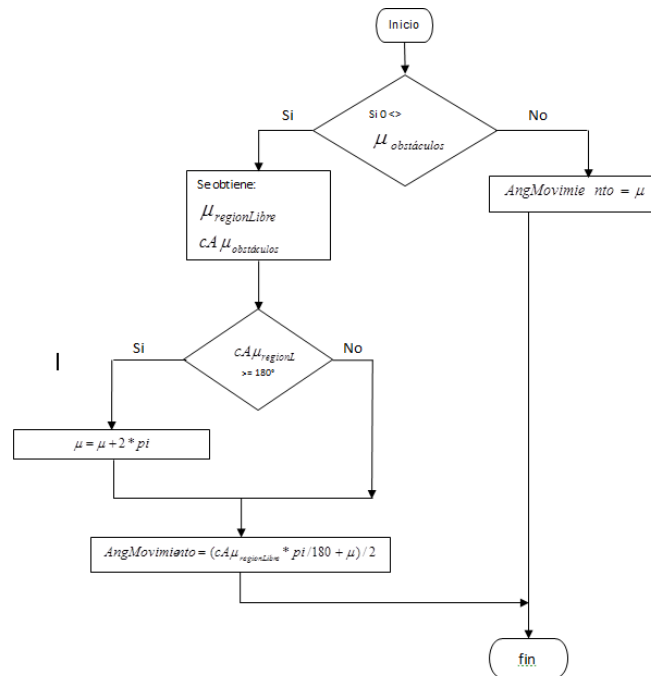 Inicio
Si 0 <>
μ obstáculos
Si
No
Se obtiene:
μ regionLibre
cA μ obstáculos
AngMovimie nto = μ
cAμ regionL
>= 180°
Si
No
μ = μ + 2 * pi
AngMovimiento = (cAμ regionLibre * pi /180 + μ) / 2
fin